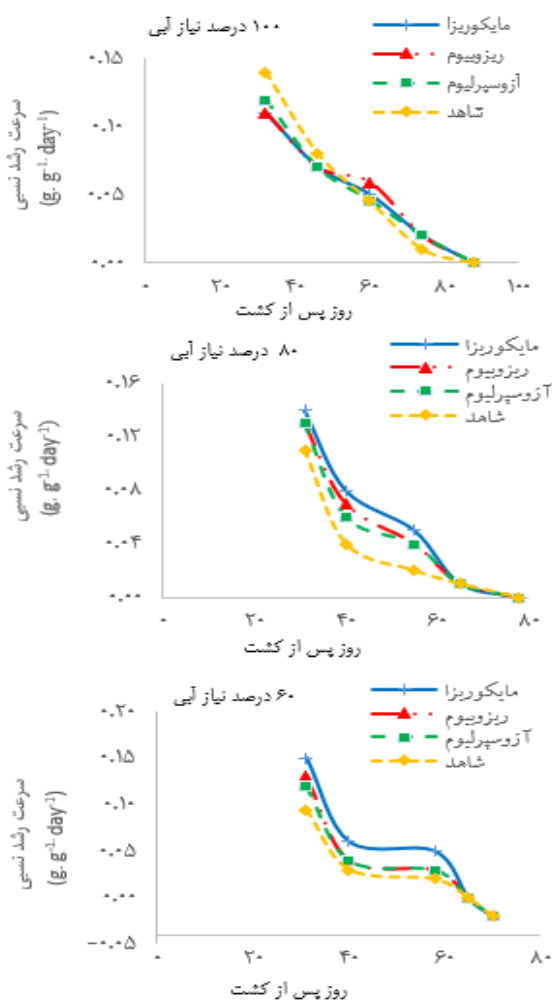 ۱۰۰ درصد نیاز آبی
مایکوریزا
ریزوبیوم
آزوسپرلیوم
شاهد
سرعت رشد نسبی
(g. g⁻¹·day⁻¹)
۰.۱۵
۰.۱۰
۰.۰۵
۰.۰۰
۰ ۲۰ ۴۰ ۶۰ ۸۰ ۱۰۰
روز پس از کشت
۸۰ درصد نیاز آبی
مایکوریزا
ریزوبیوم
آزوسپرلیوم
شاهد
سرعت رشد نسبی
(g. g⁻¹·day⁻¹)
۰.۱۶
۰.۱۲
۰.۰۸
۰.۰۴
۰.۰۰
۰ ۲۰ ۴۰ ۶۰ ۸۰
روز پس از کشت
۶۰ درصد نیاز آبی
مایکوریزا
ریزوبیوم
آزوسپرلیوم
شاهد
سرعت رشد نسبی
(g. g⁻¹·day⁻¹)
۰.۲۰
۰.۱۵
۰.۱۰
۰.۰۵
۰.۰۰
-۰.۰۵
۰ ۲۰ ۴۰ ۶۰ ۸۰
روز پس از کشت